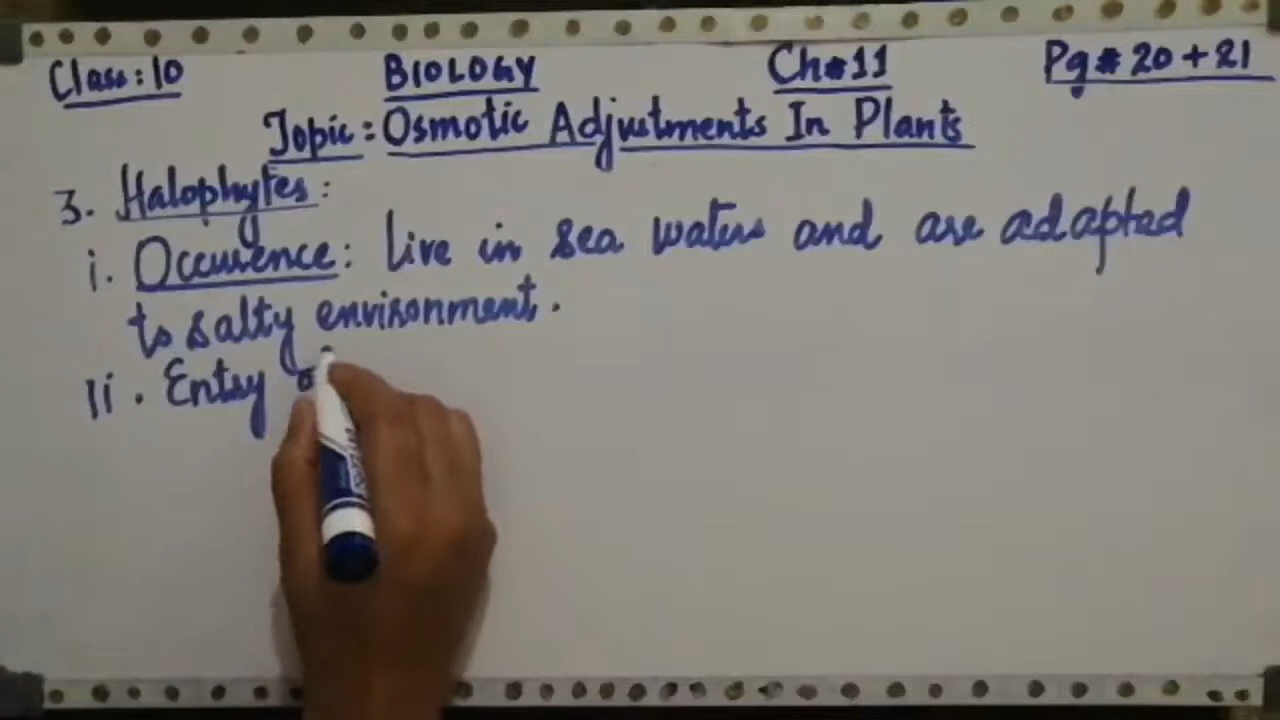 Class: 10 BIOLOGY Ch#11 Pg# 20 + 21
Topic: Osmotic Adjustments In Plants
3. Halophytes:
i. Occurence: live in sea waters and are adapted
to salty environment.
ii. Entry